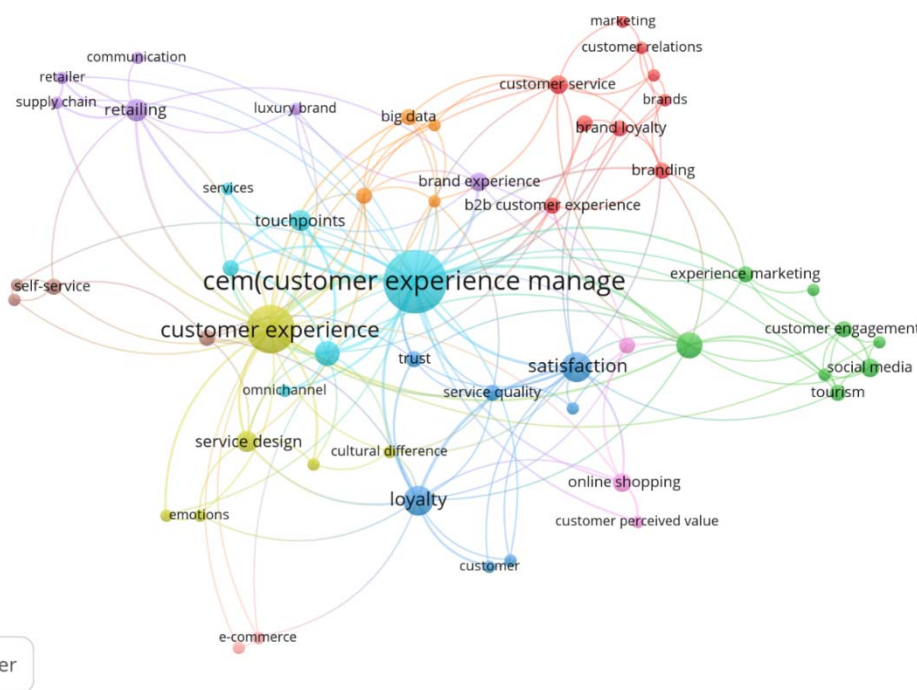 marketing
customer relations
communication
retailer
customer service
supply chain
retailing
luxury brand
brands
big data
brand loyalty
branding
brand experience
services
b2b customer experience
touchpoints
experience marketing
cem(customer experience manage
self-service
customer experience
customer engagement
trust
satisfaction
social media
omnichannel
service quality
tourism
service design
cultural difference
online shopping
loyalty
emotions
customer perceived value
customer
e-commerce
er